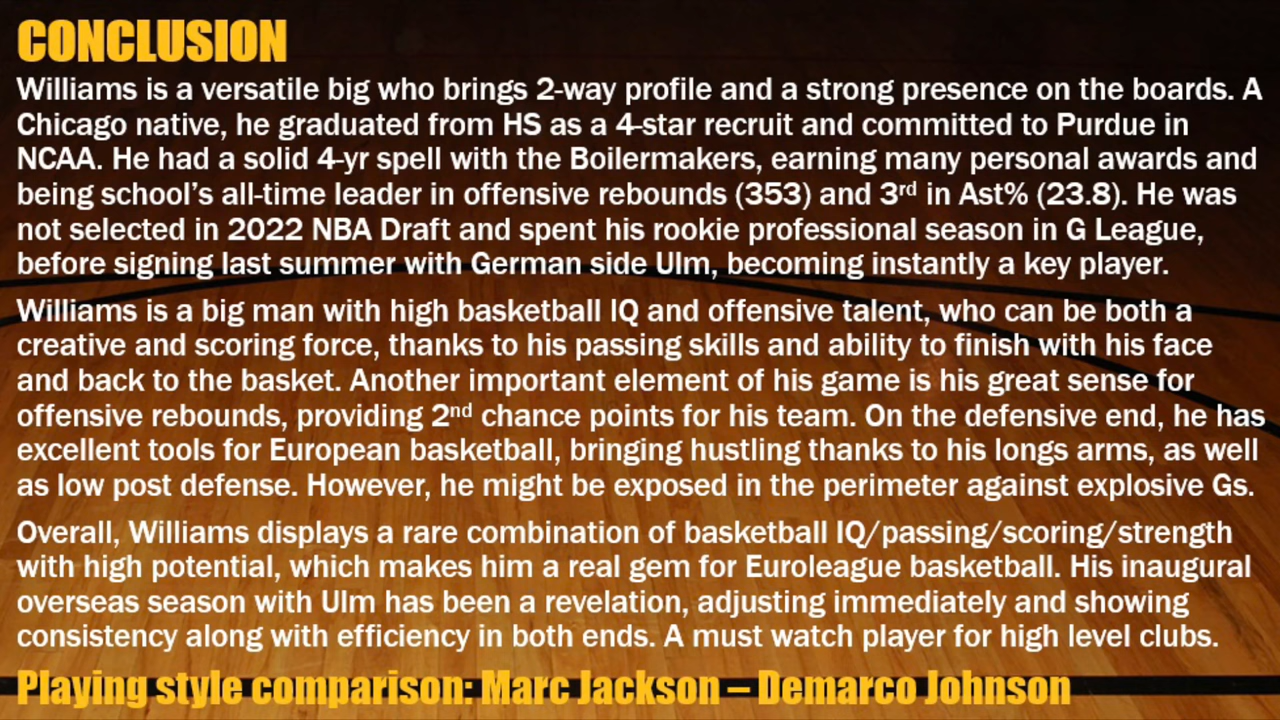 CONCLUSION
Williams is a versatile big who brings 2-way profile and a strong presence on the boards. A
Chicago native, he graduated from HS as a 4-star recruit and committed to Purdue in
NCAA. He had a solid 4-yr spell with the Boilermakers, earning many personal awards and
being school's all-time leader in offensive rebounds (353) and 3rd in Ast% (23.8). He was
not selected in 2022 NBA Draft and spent his rookie professional season in G League,
before signing last summer with German side Ulm, becoming instantly a key player.
Williams is a big man with high basketball IQ and offensive talent, who can be both a
creative and scoring force, thanks to his passing skills and ability to finish with his face
and back to the basket. Another important element of his game is his great sense for
offensive rebounds, providing 2nd chance points for his team. On the defensive end, he has
excellent tools for European basketball, bringing hustling thanks to his longs arms, as well
as low post defense. However, he might be exposed in the perimeter against explosive Gs.
Overall, Williams displays a rare combination of basketball IQ/passing/scoring/strength
with high potential, which makes him a real gem for Euroleague basketball. His inaugural
overseas season with Ulm has been a revelation, adjusting immediately and showing
consistency along with efficiency in both ends. A must watch player for high level clubs.
Playing style comparison: Marc Jackson – Demarco Johnson